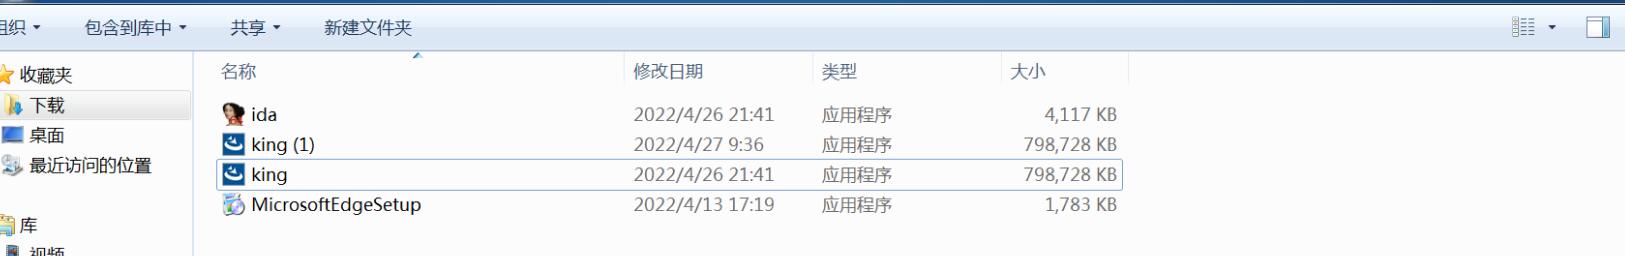 组织 包含到库中 共享 新建文件夹
收藏夹 名称 修改日期 类型 大小
下载 ida 2022/4/26 21:41 应用程序 4,117 KB
桌面 king (1) 2022/4/27 9:36 应用程序 798,728 KB
最近访问的位置 king 2022/4/26 21:41 应用程序 798,728 KB
MicrosoftEdgeSetup 2022/4/13 17:19 应用程序 1,783 KB
库
视频